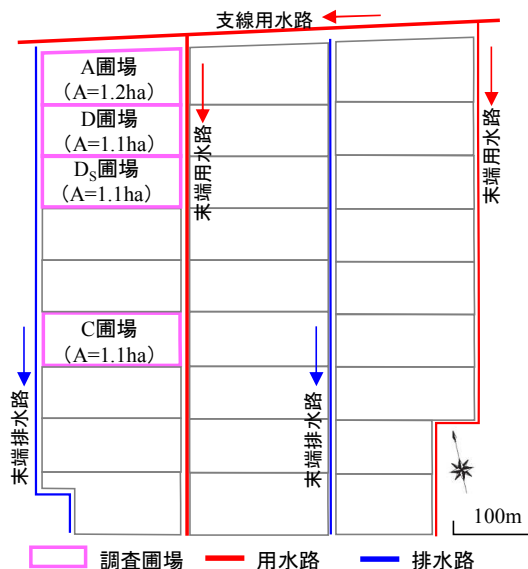 支線用水路
A圃場
（A=1.2ha）
D圃場
（A=1.1ha）
DS圃場
（A=1.1ha）
C圃場
（A=1.1ha）
末端用水路
末端用水路
末端排水路
末端排水路
100m
調査圃場
用水路
排水路